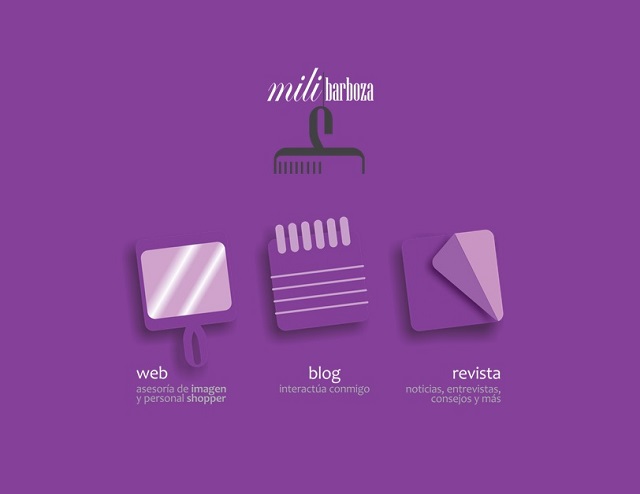 mili barboza
web
asesoría de imagen
y personal shopper
blog
interactúa conmigo
revista
noticias, entrevistas,
consejos y más